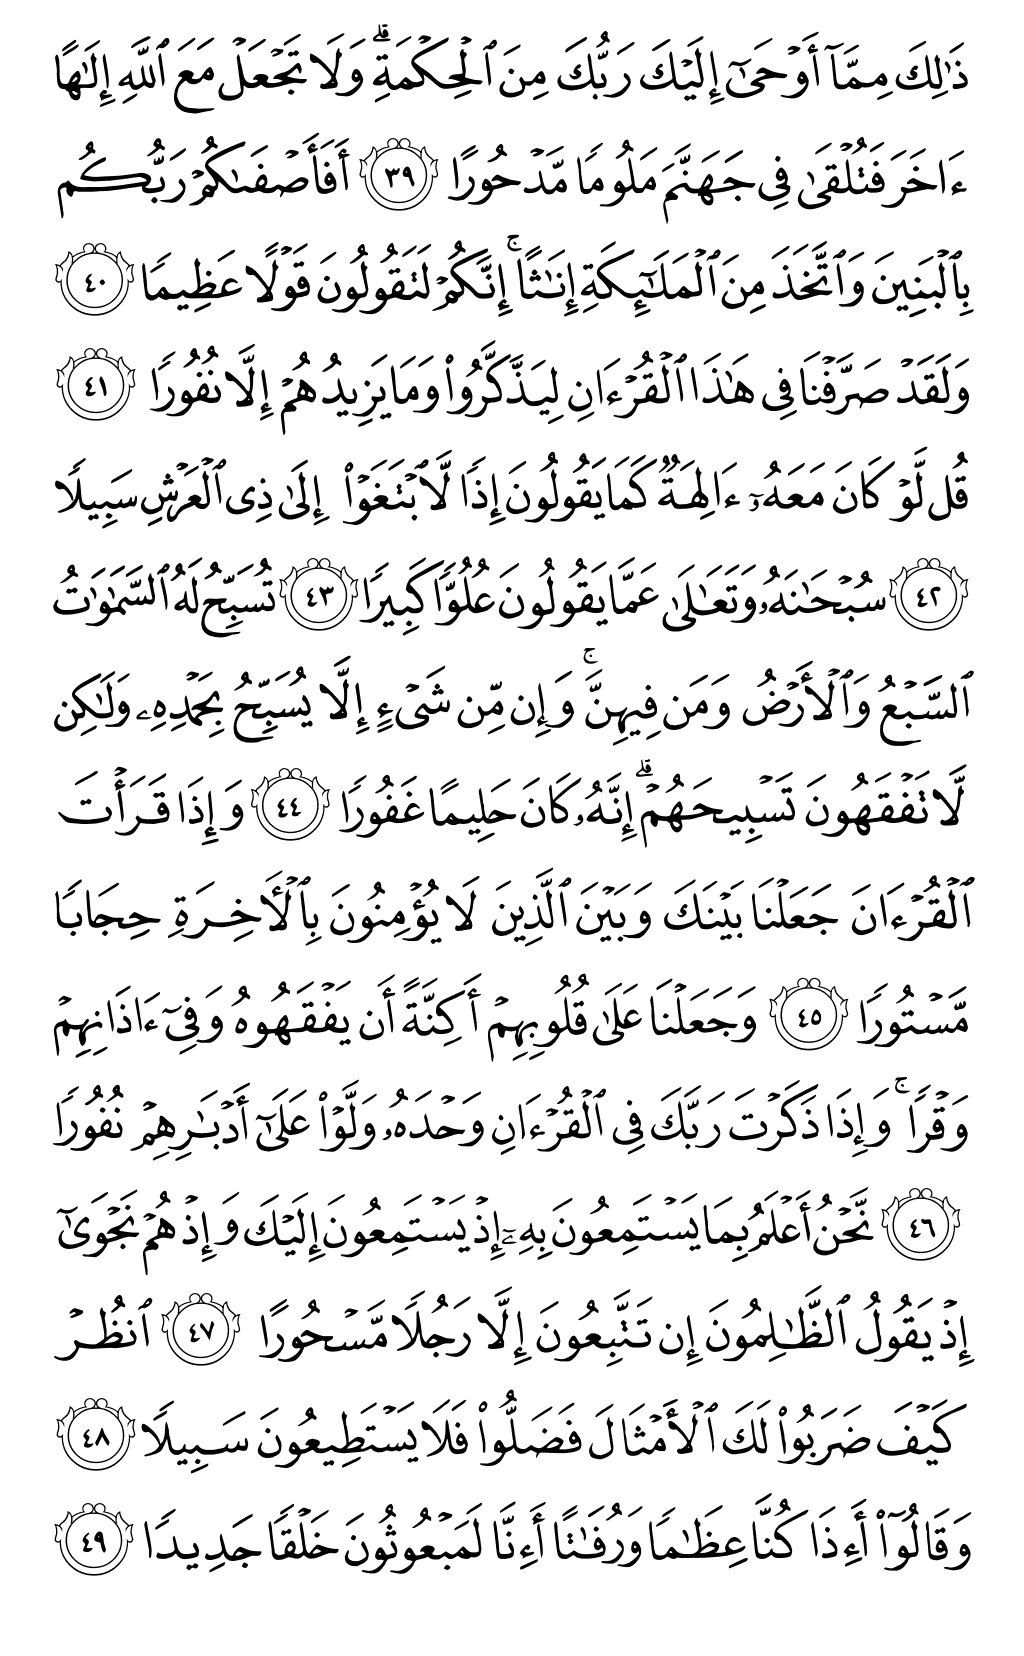 ذَٰلِكَ مِمَّآ أَوْحَىٰٓ إِلَيْكَ رَبُّكَ مِنَ ٱلْحِكْمَةِ ۗ وَلَا تَجْعَلْ مَعَ ٱللَّهِ إِلَـٰهًا
ءَاخَرَ فَتُلْقَىٰ فِى جَهَنَّمَ مَلُومًا مَّدْحُورًا ٣٩ أَفَأَصْفَىٰكُمْ رَبُّكُم
بِٱلْبَنِينَ وَٱتَّخَذَ مِنَ ٱلْمَلَـٰٓئِكَةِ إِنَـٰثًا ۚ إِنَّكُمْ لَتَقُولُونَ قَوْلًا عَظِيمًا ٤٠
وَلَقَدْ صَرَّفْنَا فِى هَـٰذَا ٱلْقُرْءَانِ لِيَذَّكَّرُوا۟ وَمَا يَزِيدُهُمْ إِلَّا نُفُورًا ٤١
قُل لَّوْ كَانَ مَعَهُۥٓ ءَالِهَةٌ كَمَا يَقُولُونَ إِذًا لَّٱبْتَغَوْا۟ إِلَىٰ ذِى ٱلْعَرْشِ سَبِيلًا
٤٢ سُبْحَـٰنَهُۥ وَتَعَـٰلَىٰ عَمَّا يَقُولُونَ عُلُوًّا كَبِيرًا ٤٣ تُسَبِّحُ لَهُ ٱلسَّمَـٰوَٰتُ
ٱلسَّبْعُ وَٱلْأَرْضُ وَمَن فِيهِنَّ ۚ وَإِن مِّن شَىْءٍ إِلَّا يُسَبِّحُ بِحَمْدِهِۦ وَلَـٰكِن
لَّا تَفْقَهُونَ تَسْبِيحَهُمْ ۗ إِنَّهُۥ كَانَ حَلِيمًا غَفُورًا ٤٤ وَإِذَا قَرَأْتَ
ٱلْقُرْءَانَ جَعَلْنَا بَيْنَكَ وَبَيْنَ ٱلَّذِينَ لَا يُؤْمِنُونَ بِٱلْـَٔاخِرَةِ حِجَابًا
مَّسْتُورًا ٤٥ وَجَعَلْنَا عَلَىٰ قُلُوبِهِمْ أَكِنَّةً أَن يَفْقَهُوهُ وَفِىٓ ءَاذَانِهِمْ
وَقْرًا ۚ وَإِذَا ذَكَرْتَ رَبَّكَ فِى ٱلْقُرْءَانِ وَحْدَهُۥ وَلَّوْا۟ عَلَىٰٓ أَدْبَـٰرِهِمْ نُفُورًا
٤٦ نَّحْنُ أَعْلَمُ بِمَا يَسْتَمِعُونَ بِهِۦٓ إِذْ يَسْتَمِعُونَ إِلَيْكَ وَإِذْ هُمْ نَجْوَىٰٓ
إِذْ يَقُولُ ٱلظَّـٰلِمُونَ إِن تَتَّبِعُونَ إِلَّا رَجُلًا مَّسْحُورًا ٤٧ ٱنظُرْ
كَيْفَ ضَرَبُوا۟ لَكَ ٱلْأَمْثَالَ فَضَلُّوا۟ فَلَا يَسْتَطِيعُونَ سَبِيلًا ٤٨
وَقَالُوٓا۟ أَءِذَا كُنَّا عِظَـٰمًا وَرُفَـٰتًا أَءِنَّا لَمَبْعُوثُونَ خَلْقًا جَدِيدًا ٤٩